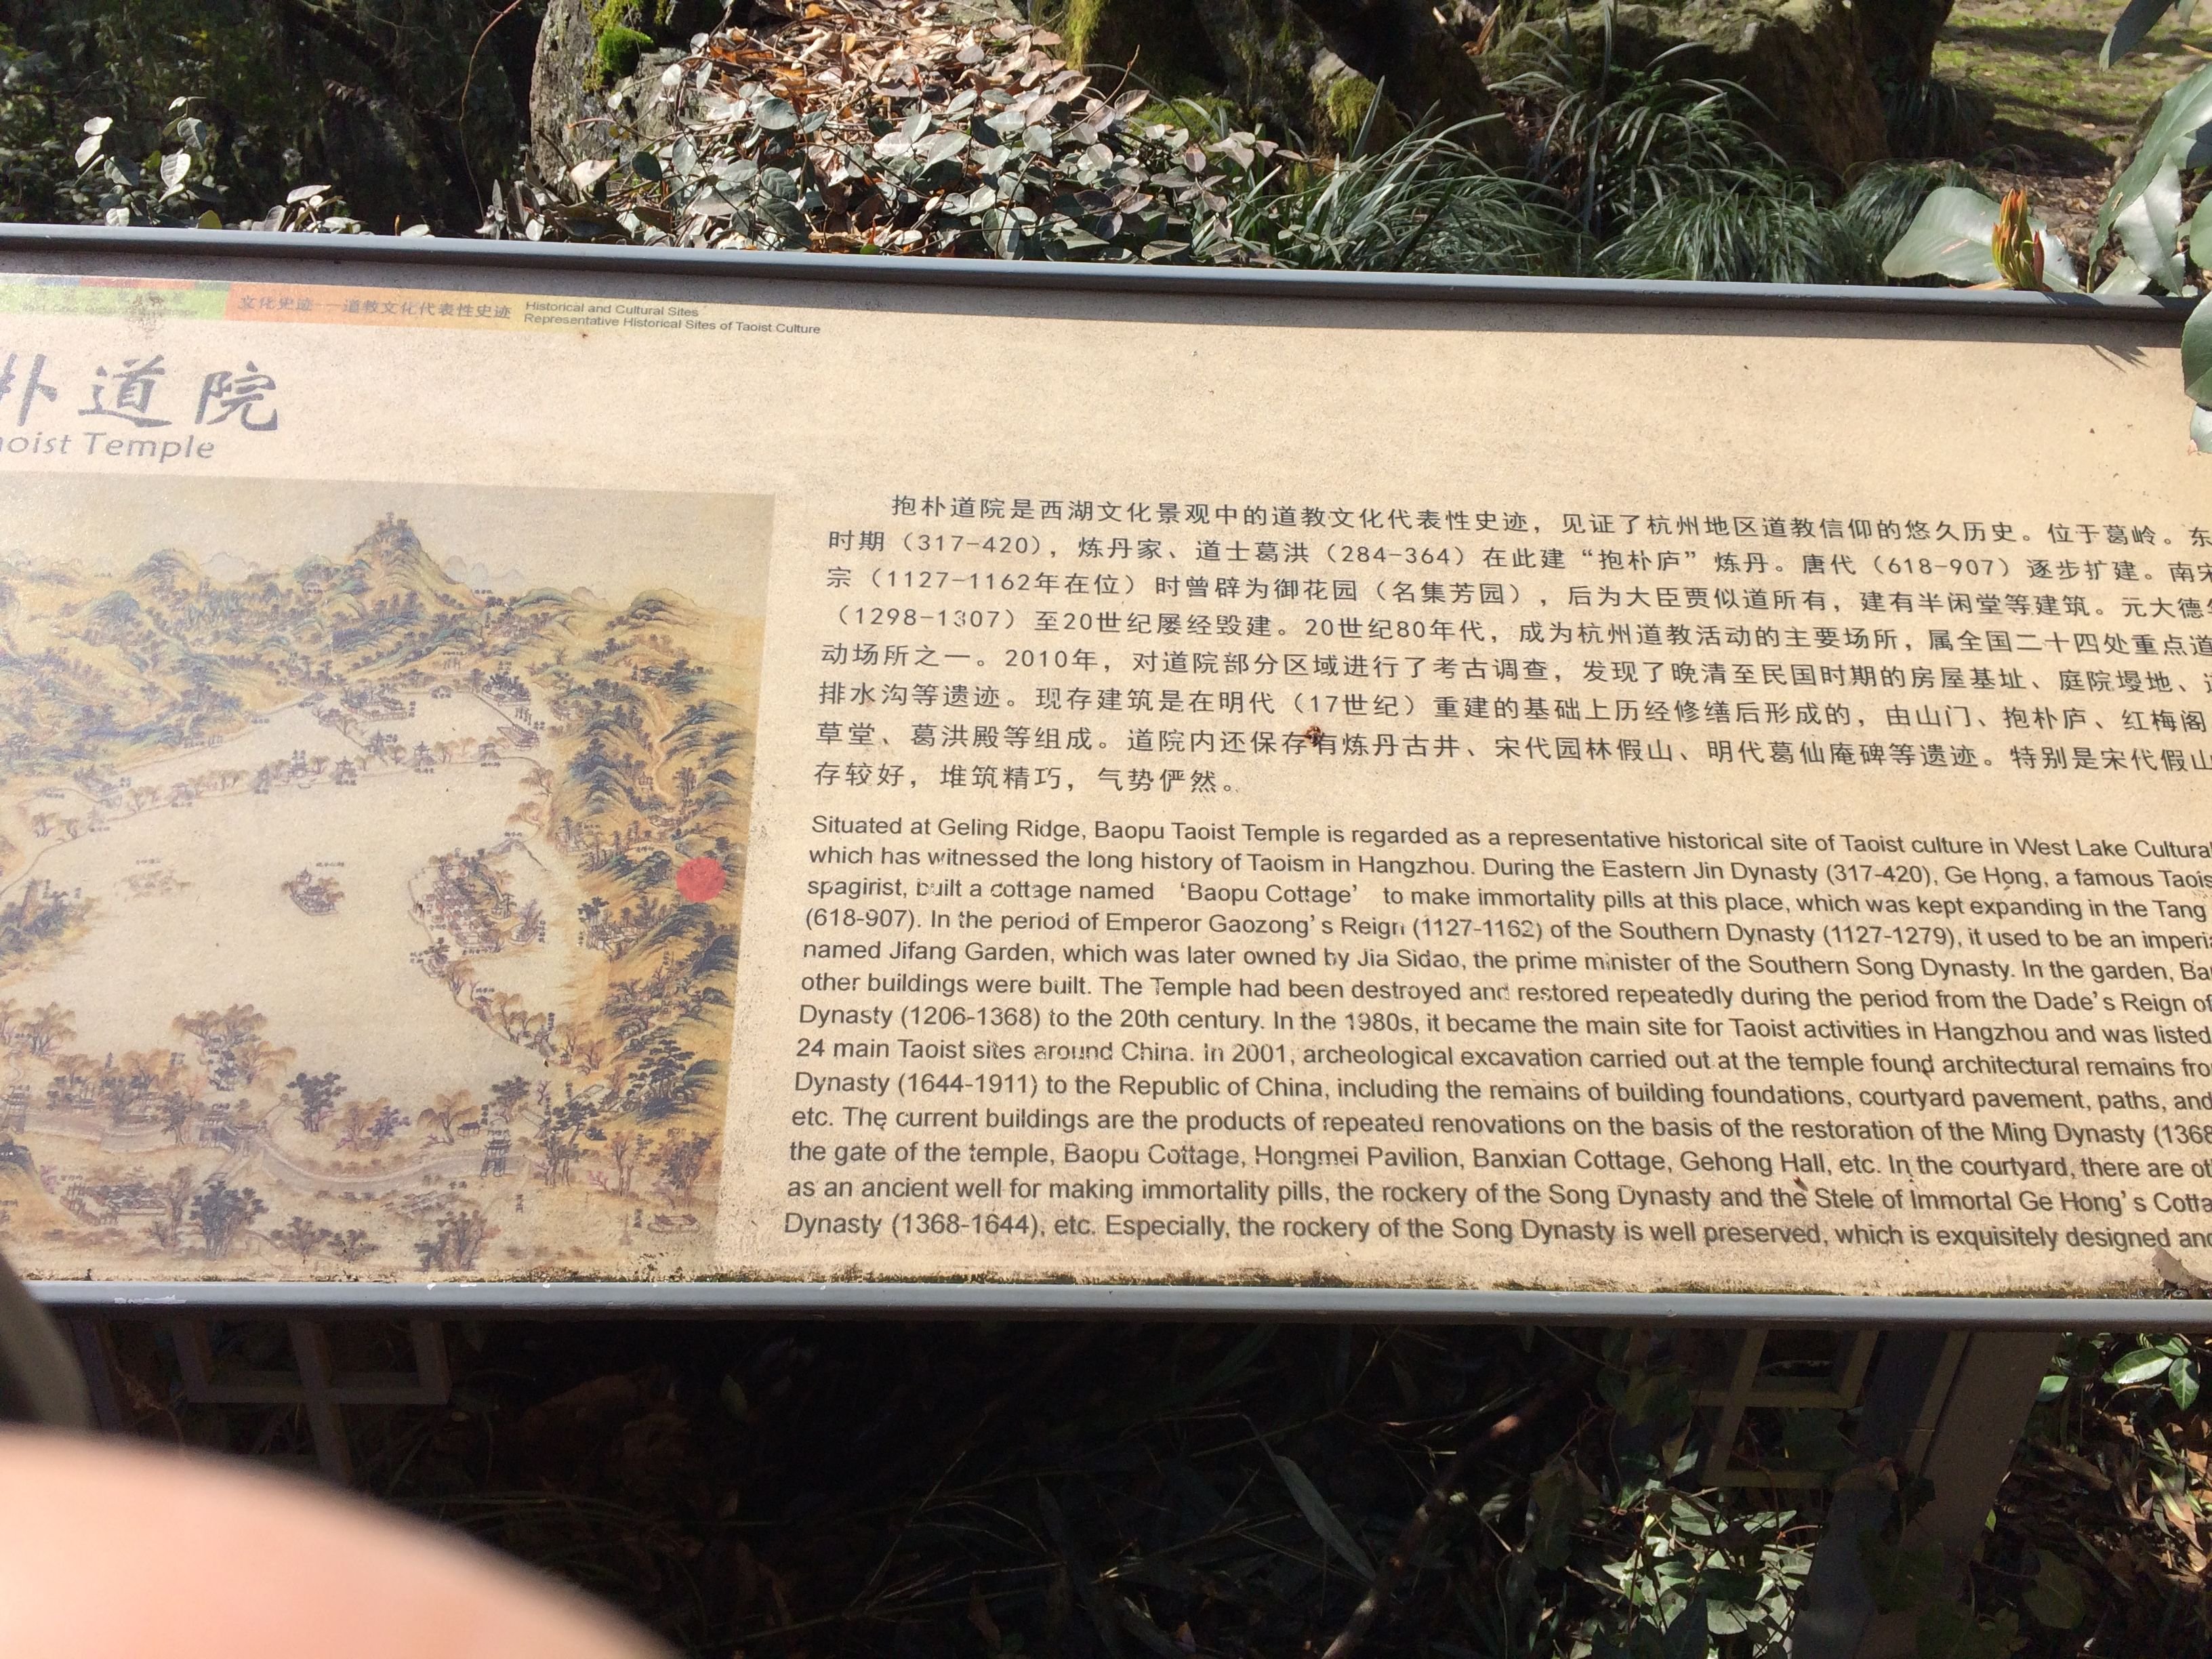 文化史迹——道教文化代表性史迹
Historical and Cultural Sites
Representative Historical Sites of Taoist Culture
朴道院
Temple
抱朴道院是西湖文化景观中的道教文化代表性史迹，见证了杭州地区道教信仰的悠久历史。位于葛岭。东
时期（317-420），炼丹家、道士葛洪（284-364）在此建“抱朴庐”炼丹。唐代（618-907）逐步扩建。南宋
宗（1127-1162年在位）时曾辟为御花园（名集芳园），后为大臣贾似道所有，建有半闲堂等建筑。元大德年
（1298-1307）至20世纪屡经毁建。20世纪80年代，成为杭州道教活动的主要场所，属全国二十四处重点道
动场所之一。2010年，对道院部分区域进行了考古调查，发现了晚清至民国时期的房屋基址、庭院墁地、
排水沟等遗迹。现存建筑是在明代（17世纪）重建的基础上历经修缮后形成的，由山门、抱朴庐、红梅阁
草堂、葛洪殿等组成。道院内还保存有炼丹古井、宋代园林假山、明代葛仙庵碑等遗迹。特别是宋代假山
存较好，堆筑精巧，气势俨然。
Situated at Geling Ridge, Baopu Taoist Temple is regarded as a representative historical site of Taoist culture in West Lake Cultural
which has witnessed the long history of Taoism in Hangzhou. During the Eastern Jin Dynasty (317-420), Ge Hong, a famous Taois
spagirist, built a cottage named ‘Baopu Cottage’ to make immortality pills at this place, which was kept expanding in the Tang
(618-907). In the period of Emperor Gaozong’s Reign (1127-1162) of the Southern Dynasty (1127-1279), it used to be an imperi
named Jifang Garden, which was later owned by Jia Sidao, the prime minister of the Southern Song Dynasty. In the garden, Ba
other buildings were built. The Temple had been destroyed and restored repeatedly during the period from the Dade’s Reign of
Dynasty (1206-1368) to the 20th century. In the 1980s, it became the main site for Taoist activities in Hangzhou and was listed
24 main Taoist sites around China. In 2001, archeological excavation carried out at the temple found architectural remains fro
Dynasty (1644-1911) to the Republic of China, including the remains of building foundations, courtyard pavement, paths, and
etc. The current buildings are the products of repeated renovations on the basis of the restoration of the Ming Dynasty (1368
the gate of the temple, Baopu Cottage, Hongmei Pavilion, Banxian Cottage, Gehong Hall, etc. In the courtyard, there are ot
as an ancient well for making immortality pills, the rockery of the Song Dynasty and the Stele of Immortal Ge Hong’s Cotta
Dynasty (1368-1644), etc. Especially, the rockery of the Song Dynasty is well preserved, which is exquisitely designed and